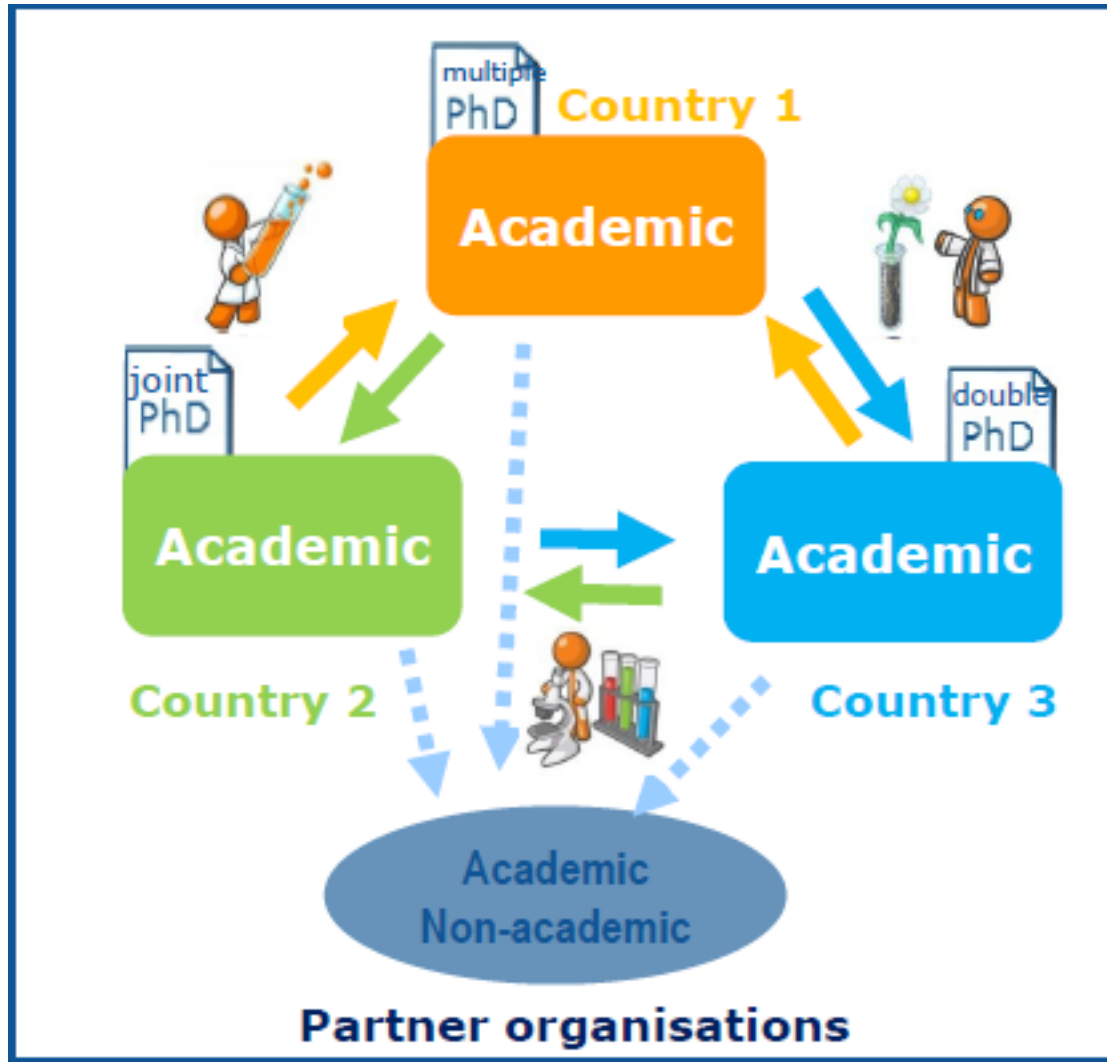 multiple
PhD
Country 1
Academic
joint
PhD
double
PhD
Academic
Academic
Country 2
Country 3
Academic
Non-academic
Partner organisations